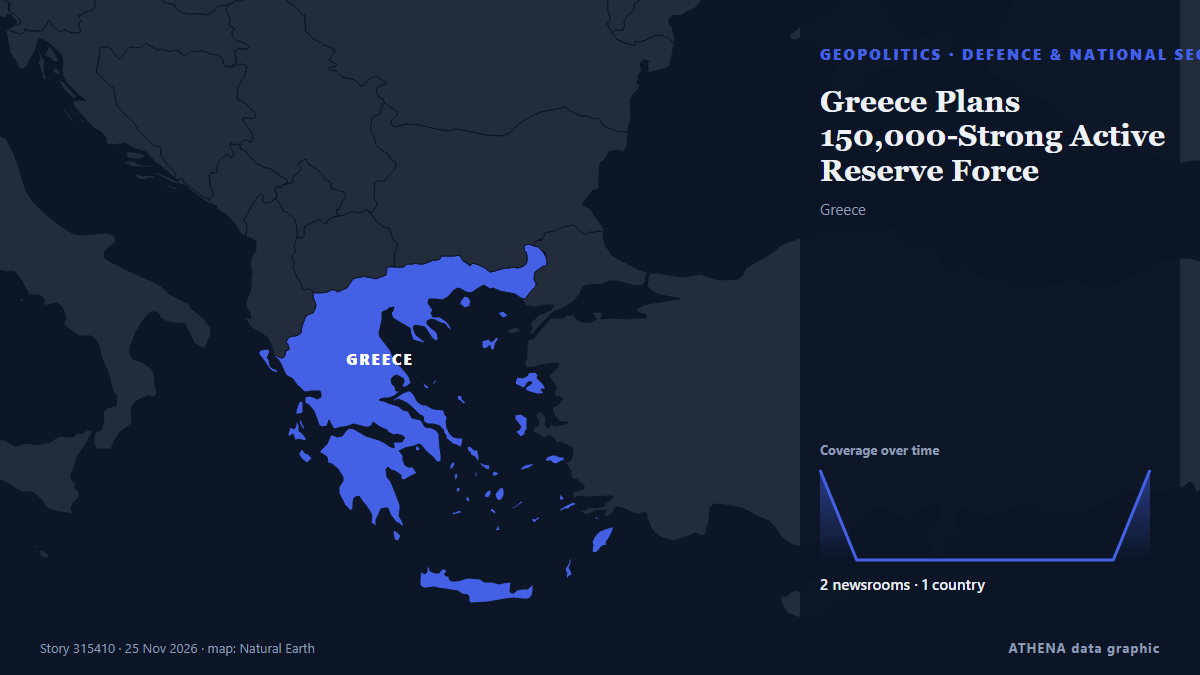 GEOPOLITICS · DEFENCE & NATIONAL
Greece Plans
150,000-Strong Active
Reserve Force
Greece
GREECE
Coverage over time
2 newsrooms · 1 country
Story 315410 · 25 Nov 2026 · map: Natural Earth
ATHENA data graphic